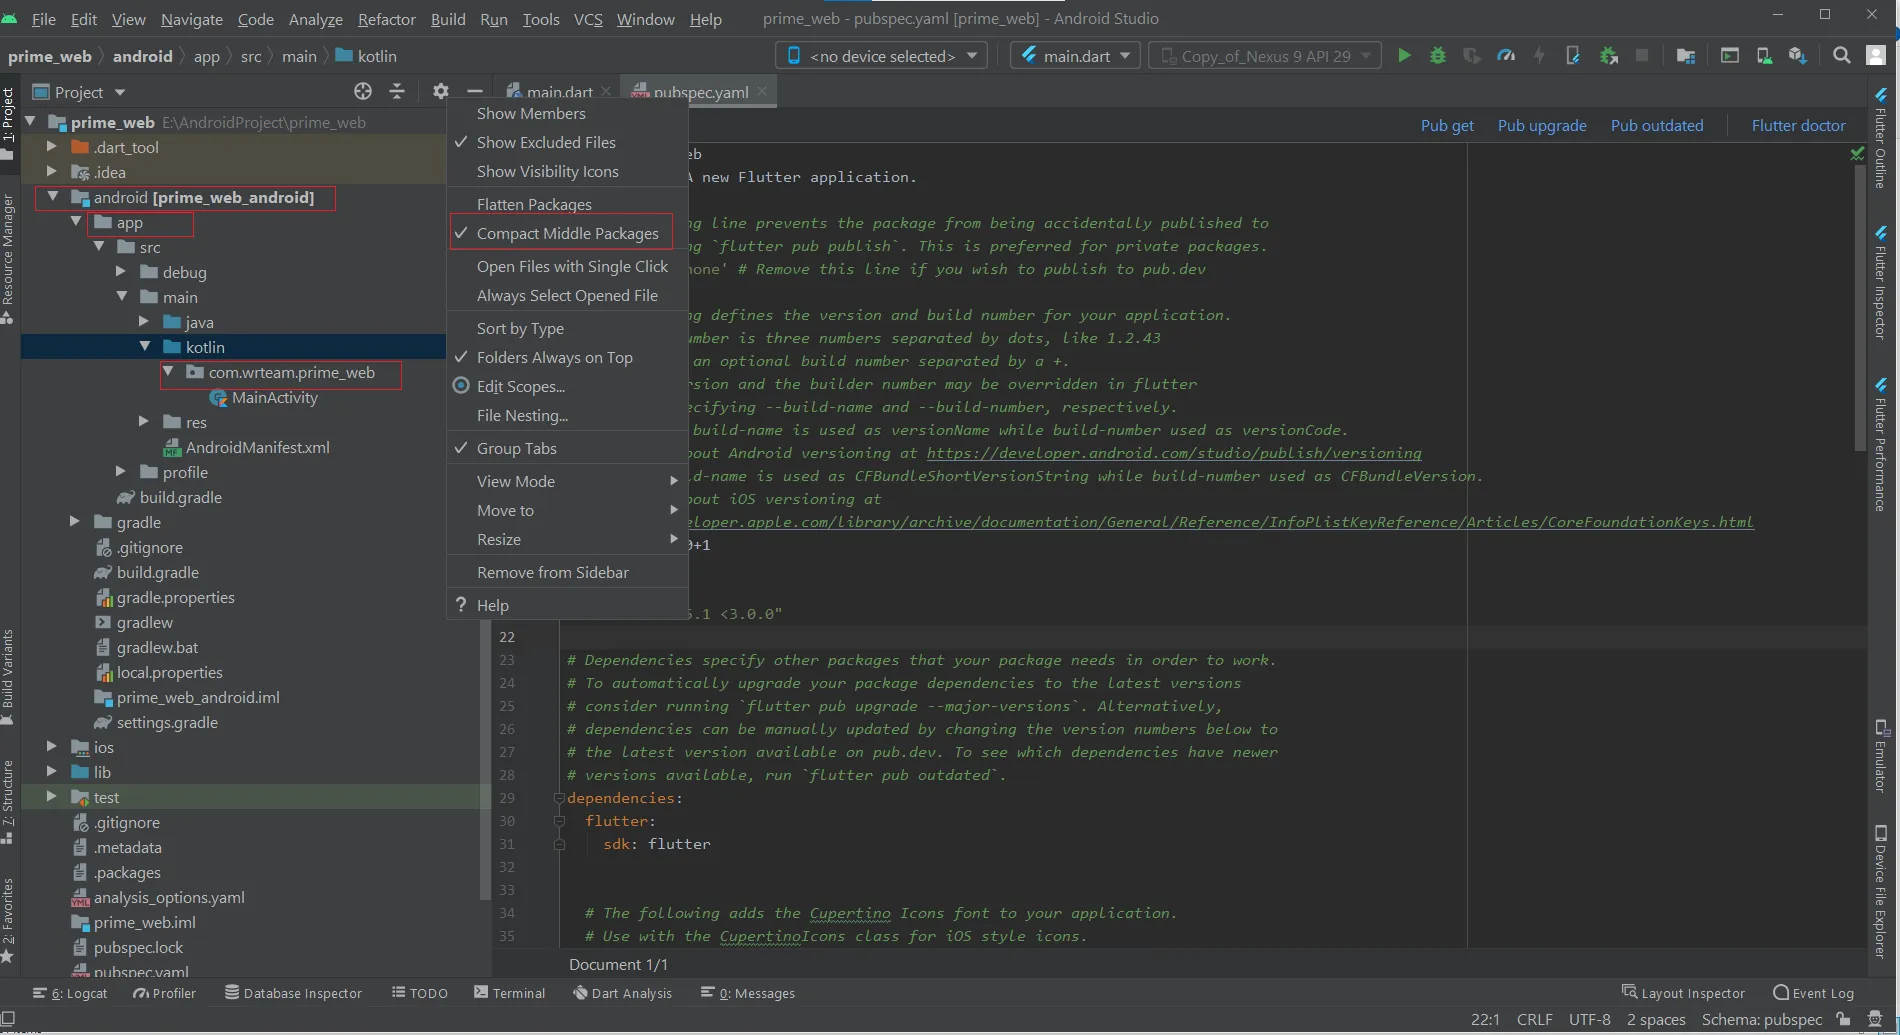 File Edit View Navigate Code Analyze Refactor Build Run Tools VCS Window Help prime_web - pubspec.yaml [prime_web] - Android Studio
prime_web android app src main kotlin <no device selected> main.dart Copy_of_Nexus 9 API 29
Project main.dart pubspec.yaml
Pub get Pub upgrade Pub outdated Flutter doctor
1: Project
Resource Manager
Build Variants
7: Structure
2: Favorites
prime_web E:\AndroidProject\prime_web
.dart_tool
.idea
android [prime_web_android]
app
src
debug
main
java
kotlin
com.wrteam.prime_web
MainActivity
res
AndroidManifest.xml
profile
build.gradle
gradle
.gitignore
build.gradle
gradle.properties
gradlew
gradlew.bat
local.properties
prime_web_android.iml
settings.gradle
ios
lib
test
.gitignore
.metadata
.packages
analysis_options.yaml
prime_web.iml
pubspec.lock
pubspec.yaml
Show Members
Show Excluded Files
Show Visibility Icons
Flatten Packages
Compact Middle Packages
Open Files with Single Click
Always Select Opened File
Sort by Type
Folders Always on Top
Edit Scopes...
File Nesting...
Group Tabs
View Mode
Move to
Resize
Remove from Sidebar
? Help
eb
A new Flutter application.
ng line prevents the package from being accidentally published to
ng `flutter pub publish`. This is preferred for private packages.
none' # Remove this line if you wish to publish to pub.dev
ng defines the version and build number for your application.
umber is three numbers separated by dots, like 1.2.43
an optional build number separated by a +.
rsion and the builder number may be overridden in flutter
ecifying --build-name and --build-number, respectively.
build-name is used as versionName while build-number used as versionCode.
bout Android versioning at https://developer.android.com/studio/publish/versioning
ld-name is used as CFBundleShortVersionString while build-number used as CFBundleVersion.
bout iOS versioning at
eloper.apple.com/library/archive/documentation/General/Reference/InfoPlistKeyReference/Articles/CoreFoundationKeys.html
0+1
.1 <3.0.0"
22
23 # Dependencies specify other packages that your package needs in order to work.
24 # To automatically upgrade your package dependencies to the latest versions
25 # consider running `flutter pub upgrade --major-versions`. Alternatively,
26 # dependencies can be manually updated by changing the version numbers below to
27 # the latest version available on pub.dev. To see which dependencies have newer
28 # versions available, run `flutter pub outdated`.
29 dependencies:
30 flutter:
31 sdk: flutter
32
33
34 # The following adds the Cupertino Icons font to your application.
35 # Use with the CupertinoIcons class for iOS style icons.
Document 1/1
Flutter Outline
Flutter Inspector
Flutter Performance
Emulator
Device File Explorer
6: Logcat Profiler Database Inspector TODO Terminal Dart Analysis 0: Messages Layout Inspector Event Log
22:1 CRLF UTF-8 2 spaces Schema: pubspec